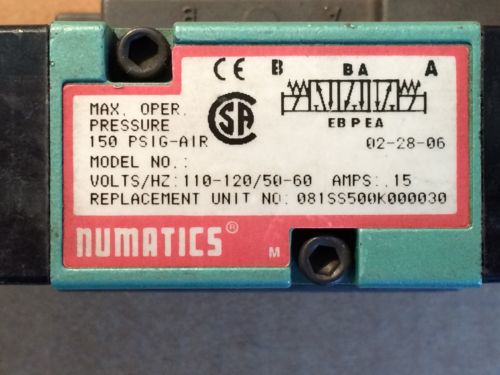 CE B BA A
EB P EA
MAX. OPER.
PRESSURE
150 PSIG-AIR
SA
02-28-06
MODEL NO.:
VOLTS/HZ:110-120/50-60 AMPS: .15
REPLACEMENT UNIT NO: 081SS500K000030
numatics®
M